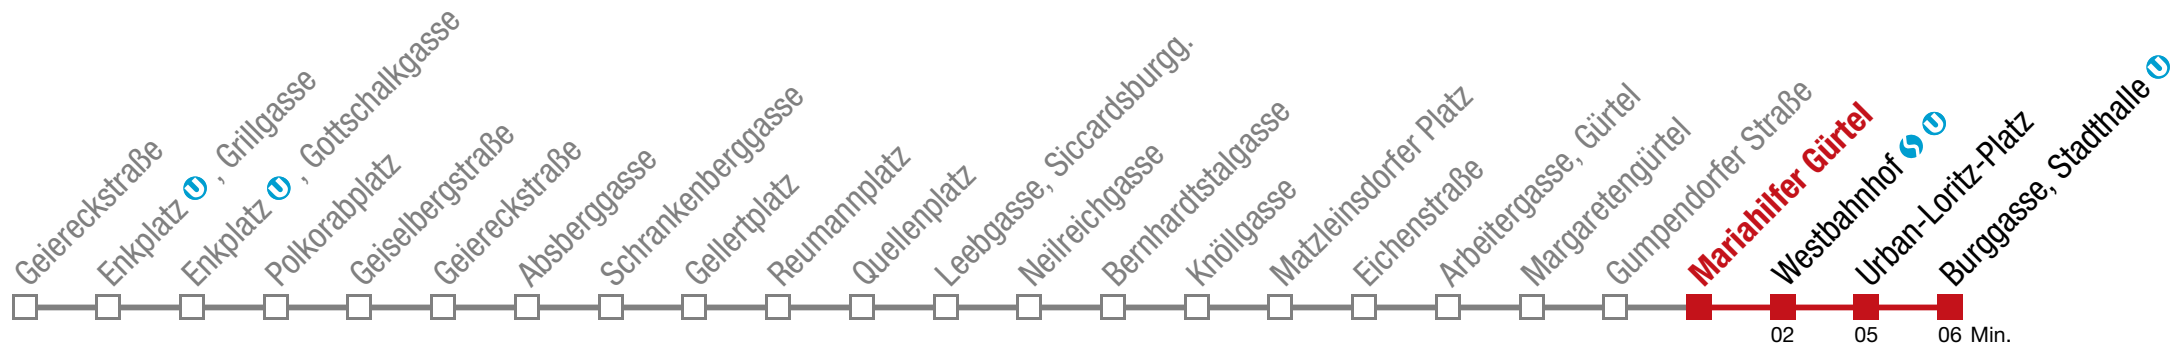 Geiereckstraße
Enkplatz U , Grillgasse
Enkplatz U , Gottschalkgasse
Polkorabplatz
Geiselbergstraße
Geiereckstraße
Absberggasse
Schrankenberggasse
Gellertplatz
Reumannplatz
Quellenplatz
Leebgasse, Siccardsburgg.
Neilreichgasse
Bernhardtstalgasse
Knöllgasse
Matzleinsdorfer Platz
Eichenstraße
Arbeitergasse, Gürtel
Margaretengürtel
Gumpendorfer Straße
Mariahilfer Gürtel
Westbahnhof S U
Urban-Loritz-Platz
Burggasse, Stadthalle U
02 05 06 Min.